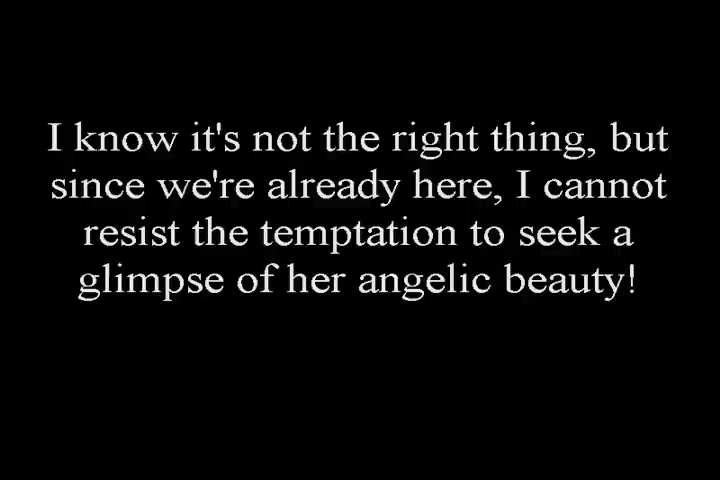 I know it's not the right thing, but
since we're already here, I cannot
resist the temptation to seek a
glimpse of her angelic beauty!